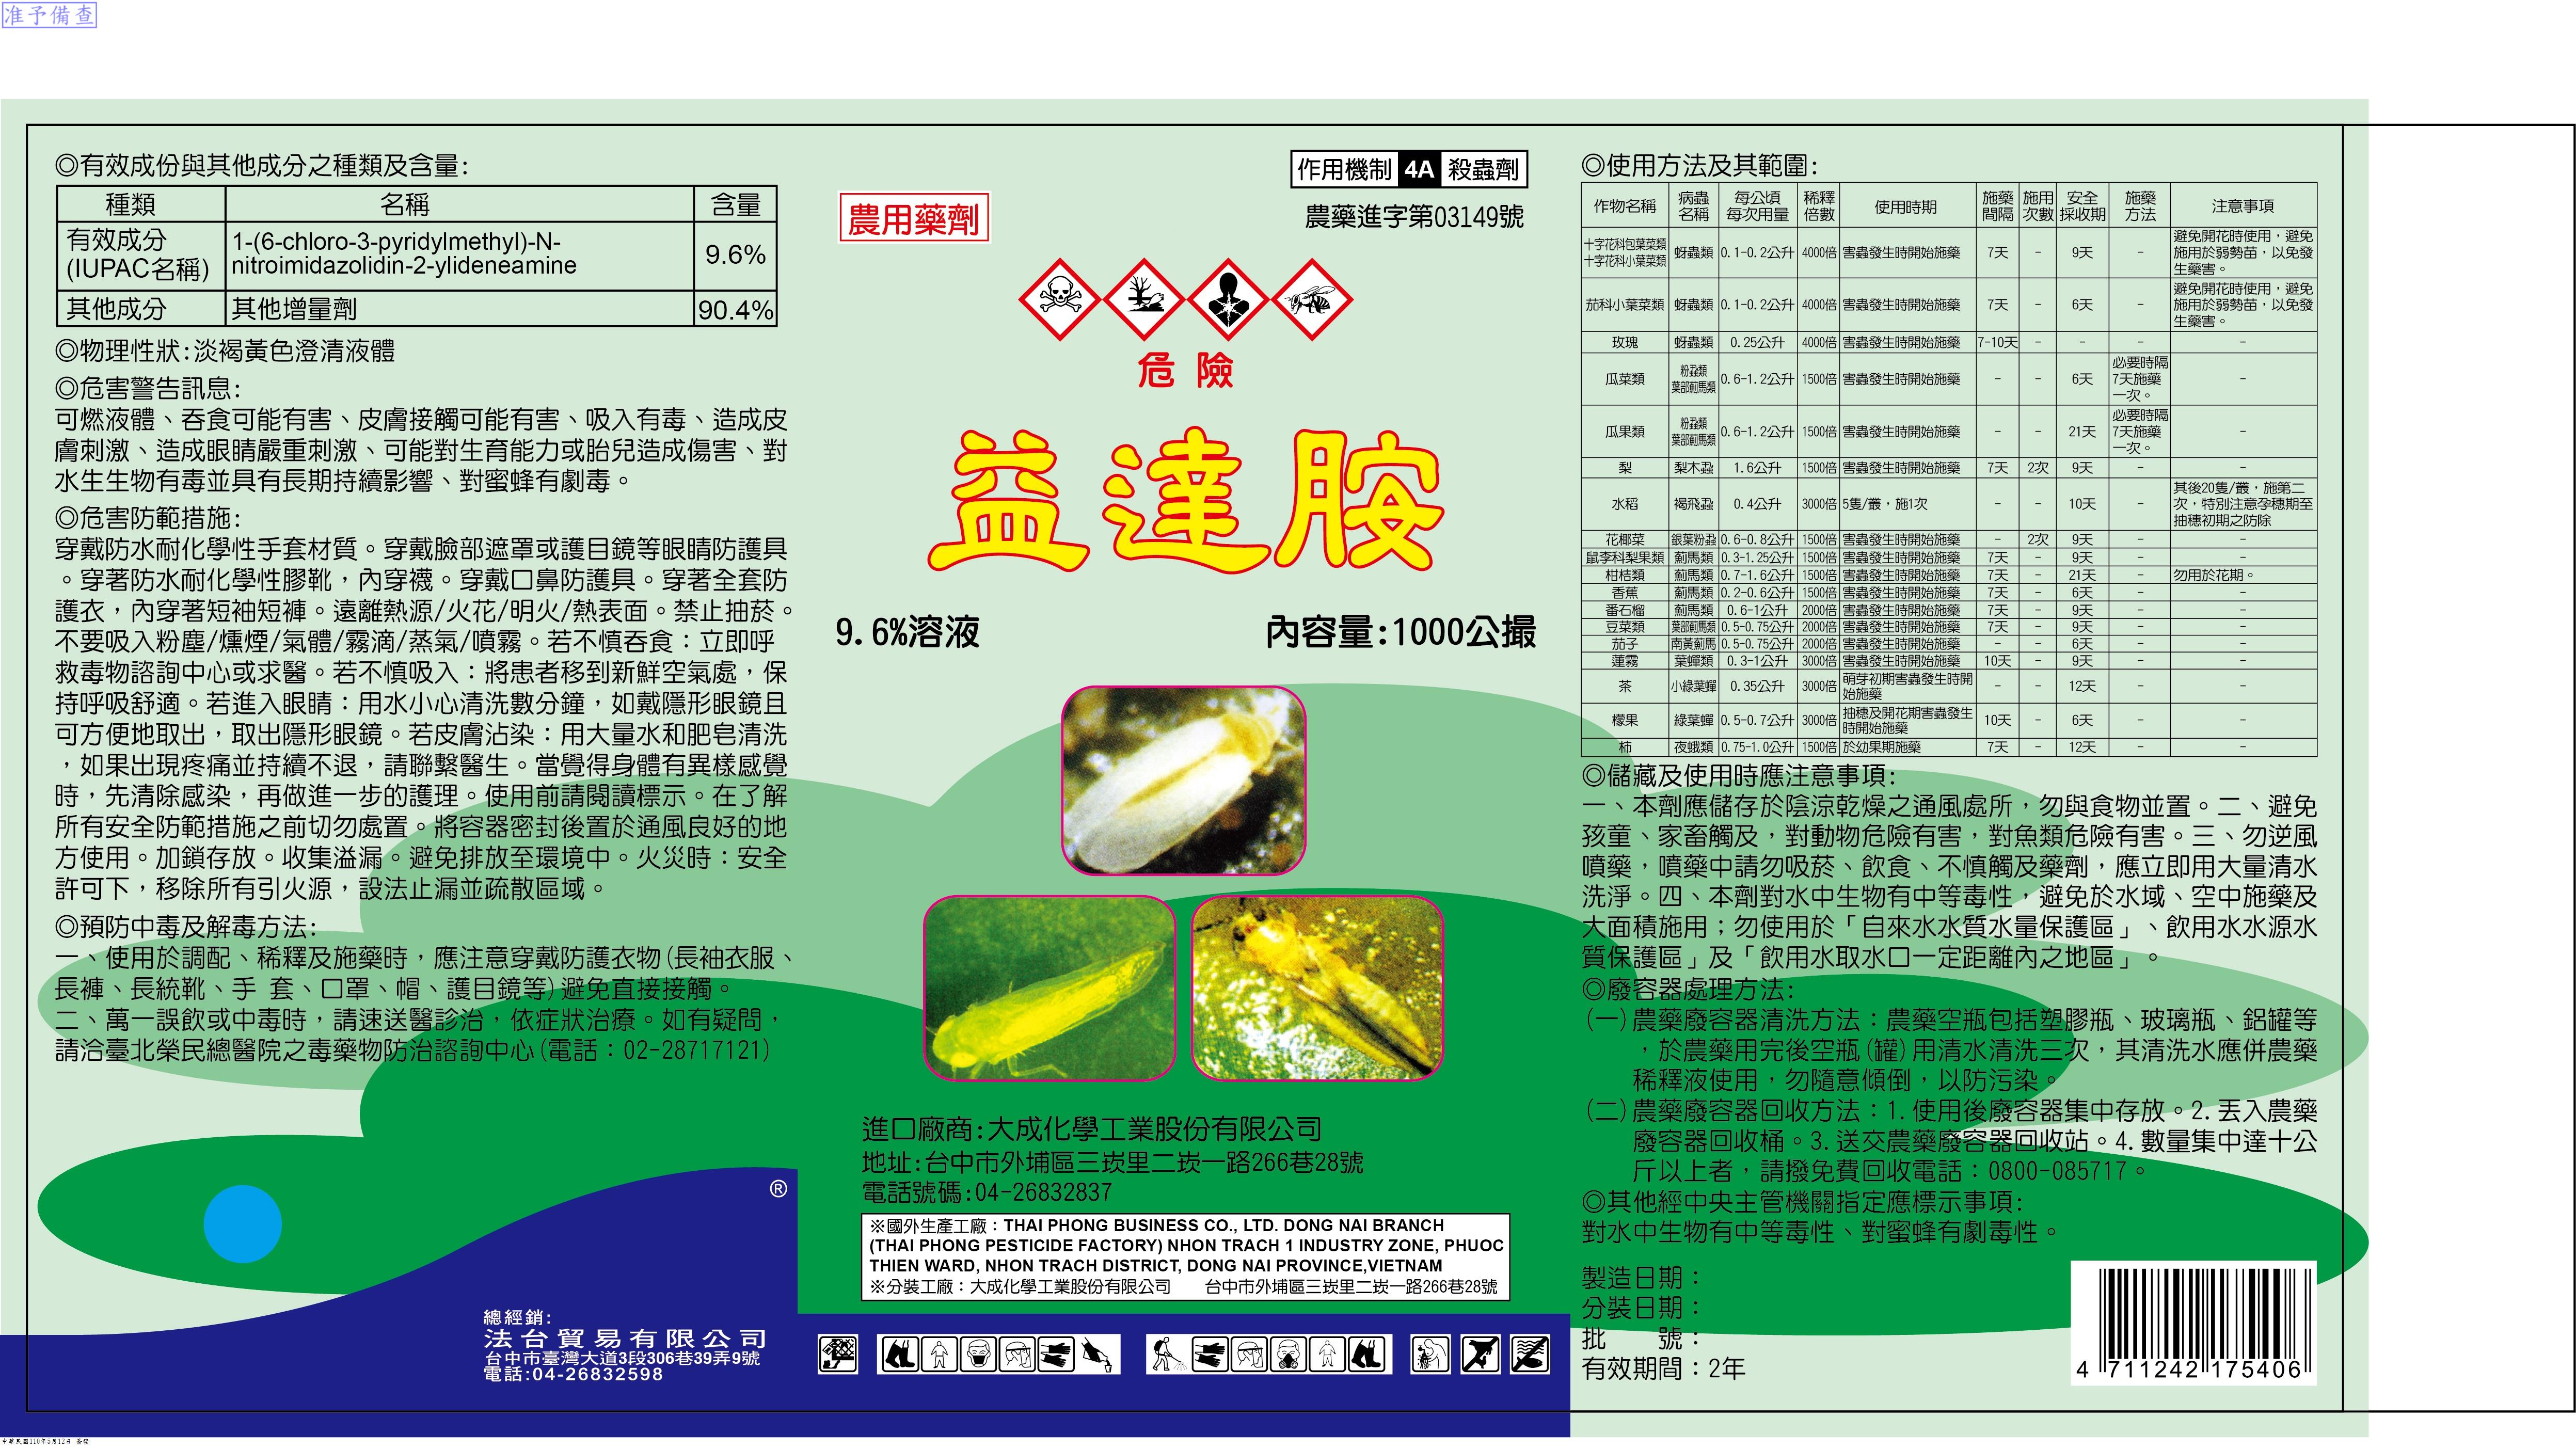 准予備查
◎有效成份與其他成分之種類及含量:
種類 名稱 含量
有效成分
(IUPAC名稱)
1-(6-chloro-3-pyridylmethyl)-N-
nitroimidazolidin-2-ylideneamine
9.6%
其他成分 其他增量劑 90.4%
◎物理性狀:淡褐黃色澄清液體
◎危害警告訊息:
可燃液體、吞食可能有害、皮膚接觸可能有害、吸入有毒、造成皮
膚刺激、造成眼睛嚴重刺激、可能對生育能力或胎兒造成傷害、對
水生生物有毒並具有長期持續影響、對蜜蜂有劇毒。
◎危害防範措施:
穿戴防水耐化學性手套材質。穿戴臉部遮罩或護目鏡等眼睛防護具
。穿著防水耐化學性膠靴，內穿襪。穿戴口鼻防護具。穿著全套防
護衣，內穿著短袖短褲。遠離熱源/火花/明火/熱表面。禁止抽菸。
不要吸入粉塵/燻煙/氣體/霧滴/蒸氣/噴霧。若不慎吞食：立即呼
救毒物諮詢中心或求醫。若不慎吸入：將患者移到新鮮空氣處，保
持呼吸舒適。若進入眼睛：用水小心清洗數分鐘，如戴隱形眼鏡且
可方便地取出，取出隱形眼鏡。若皮膚沾染：用大量水和肥皂清洗
，如果出現疼痛並持續不退，請聯繫醫生。當覺得身體有異樣感覺
時，先清除感染，再做進一步的護理。使用前請閱讀標示。在了解
所有安全防範措施之前切勿處置。將容器密封後置於通風良好的地
方使用。加鎖存放。收集溢漏。避免排放至環境中。火災時：安全
許可下，移除所有引火源，設法止漏並疏散區域。
◎預防中毒及解毒方法:
一、使用於調配、稀釋及施藥時，應注意穿戴防護衣物(長袖衣服、
長褲、長統靴、手 套、口罩、帽、護目鏡等)避免直接接觸。
二、萬一誤飲或中毒時，請速送醫診治，依症狀治療。如有疑問，
請洽臺北榮民總醫院之毒藥物防治諮詢中心(電話：02-28717121)
®
總經銷:
法台貿易有限公司
台中市臺灣大道3段306巷39弄9號
電話:04-26832598
作用機制 4A 殺蟲劑
農用藥劑
農藥進字第03149號
危險
益達胺
9.6%溶液 內容量:1000公撮
進口廠商:大成化學工業股份有限公司
地址:台中市外埔區三崁里二崁一路266巷28號
電話號碼:04-26832837
※國外生產工廠：THAI PHONG BUSINESS CO., LTD. DONG NAI BRANCH
(THAI PHONG PESTICIDE FACTORY) NHON TRACH 1 INDUSTRY ZONE, PHUOC
THIEN WARD, NHON TRACH DISTRICT, DONG NAI PROVINCE,VIETNAM
※分裝工廠：大成化學工業股份有限公司 台中市外埔區三崁里二崁一路266巷28號
◎使用方法及其範圍:
作物名稱 病蟲名稱 每公頃每次用量 稀釋倍數 使用時期 施藥間隔 施用次數 安全採收期 施藥方法 注意事項
十字花科包葉菜類 十字花科小葉菜類 蚜蟲類 0.1-0.2公升 4000倍 害蟲發生時開始施藥 7天 - 9天 - 避免開花時使用，避免施用於弱勢苗，以免發生藥害。
茄科小葉菜類 蚜蟲類 0.1-0.2公升 4000倍 害蟲發生時開始施藥 7天 - 6天 - 避免開花時使用，避免施用於弱勢苗，以免發生藥害。
玫瑰 蚜蟲類 0.25公升 4000倍 害蟲發生時開始施藥 7-10天 - - - -
瓜菜類 粉蝨類 葉部薊馬類 0.6-1.2公升 1500倍 害蟲發生時開始施藥 - - 6天 必要時隔7天施藥一次。 -
瓜果類 粉蝨類 葉部薊馬類 0.6-1.2公升 1500倍 害蟲發生時開始施藥 - - 21天 必要時隔7天施藥一次。 -
梨 梨木蝨 1.6公升 1500倍 害蟲發生時開始施藥 7天 2次 9天 - -
水稻 褐飛蝨 0.4公升 3000倍 5隻/叢，施1次 - - 10天 - 其後20隻/叢，施第二次，特別注意孕穗期至抽穗初期之防除
花椰菜 銀葉粉蝨 0.6-0.8公升 1500倍 害蟲發生時開始施藥 - 2次 9天 - -
鼠李科梨果類 薊馬類 0.3-1.25公升 1500倍 害蟲發生時開始施藥 7天 - 9天 - -
柑桔類 薊馬類 0.7-1.6公升 1500倍 害蟲發生時開始施藥 7天 - 21天 - 勿用於花期。
香蕉 薊馬類 0.2-0.6公升 1500倍 害蟲發生時開始施藥 7天 - 6天 - -
番石榴 薊馬類 0.6-1公升 2000倍 害蟲發生時開始施藥 7天 - 9天 - -
豆菜類 葉部薊馬類 0.5-0.75公升 2000倍 害蟲發生時開始施藥 7天 - 9天 - -
茄子 南黃薊馬 0.5-0.75公升 2000倍 害蟲發生時開始施藥 - - 6天 - -
蓮霧 葉蟬類 0.3-1公升 3000倍 害蟲發生時開始施藥 10天 - 9天 - -
茶 小綠葉蟬 0.35公升 3000倍 萌芽初期害蟲發生時開始施藥 - - 12天 - -
檬果 綠葉蟬 0.5-0.7公升 3000倍 抽穗及開花期害蟲發生時開始施藥 10天 - 6天 - -
柿 夜蛾類 0.75-1.0公升 1500倍 於幼果期施藥 7天 - 12天 - -
◎儲藏及使用時應注意事項:
一、本劑應儲存於陰涼乾燥之通風處所，勿與食物並置。二、避免
孩童、家畜觸及，對動物危險有害，對魚類危險有害。三、勿逆風
噴藥，噴藥中請勿吸菸、飲食、不慎觸及藥劑，應立即用大量清水
洗淨。四、本劑對水中生物有中等毒性，避免於水域、空中施藥及
大面積施用；勿使用於「自來水水質水量保護區」、飲用水水源水
質保護區」及「飲用水取水口一定距離內之地區」。
◎廢容器處理方法:
(一)農藥廢容器清洗方法：農藥空瓶包括塑膠瓶、玻璃瓶、鋁罐等
，於農藥用完後空瓶(罐)用清水清洗三次，其清洗水應併農藥
稀釋液使用，勿隨意傾倒，以防污染。
(二)農藥廢容器回收方法：1.使用後廢容器集中存放。2.丟入農藥
廢容器回收桶。3.送交農藥廢容器回收站。4.數量集中達十公
斤以上者，請撥免費回收電話：0800-085717。
◎其他經中央主管機關指定應標示事項:
對水中生物有中等毒性、對蜜蜂有劇毒性。
製造日期：
分裝日期：
批 號：
有效期間：2年
4 711242 175406
中華民國110年5月12日 簽發